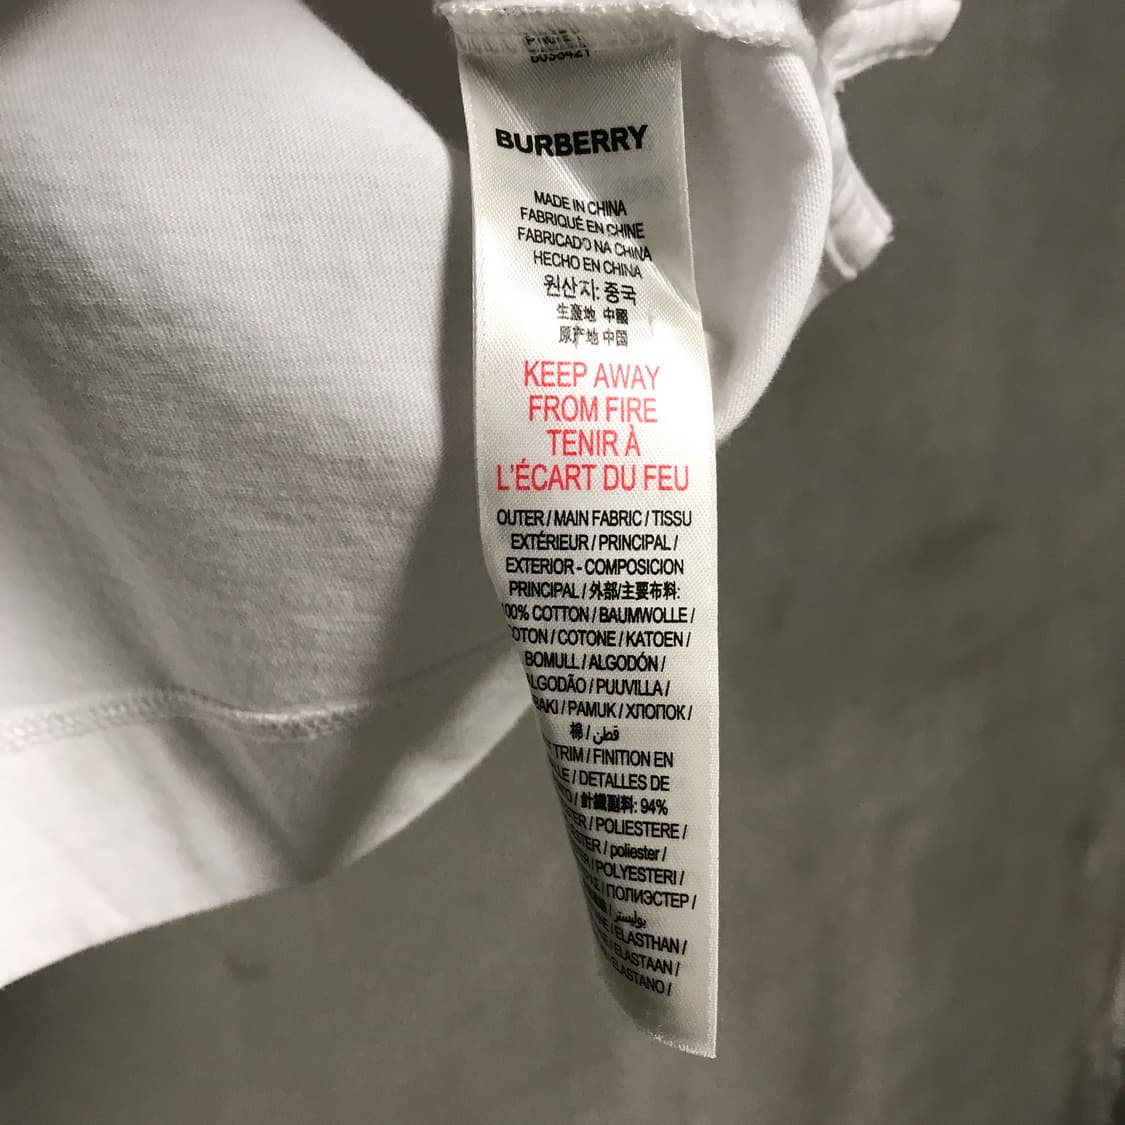 BURBERRY
MADE IN CHINA
FABRIQUÉ EN CHINE
FABRICADO NA CHINA
HECHO EN CHINA
원산지: 중국
生產地 中國
原产地 中国
KEEP AWAY
FROM FIRE
TENIR À
L'ÉCART DU FEU
OUTER / MAIN FABRIC / TISSU
EXTÉRIEUR / PRINCIPAL /
EXTERIOR - COMPOSICION
PRINCIPAL / 外部/主要布料:
100% COTTON / BAUMWOLLE /
COTON / COTONE / KATOEN /
BOMULL / ALGODÓN /
ALGODÃO / PUUVILLA /
BAKI / PAMUK / ХЛОПОК /
棉 / قطن
TRIM / FINITION EN
/ DETALLES DE
/ 針織副料: 94%
/ POLIESTERE /
/ poliester /
/ POLYESTERI /
/ ПОЛИЭСТЕР /
/ بوليستر
/ ELASTHAN /
/ ELASTAAN /
ELASTANO /